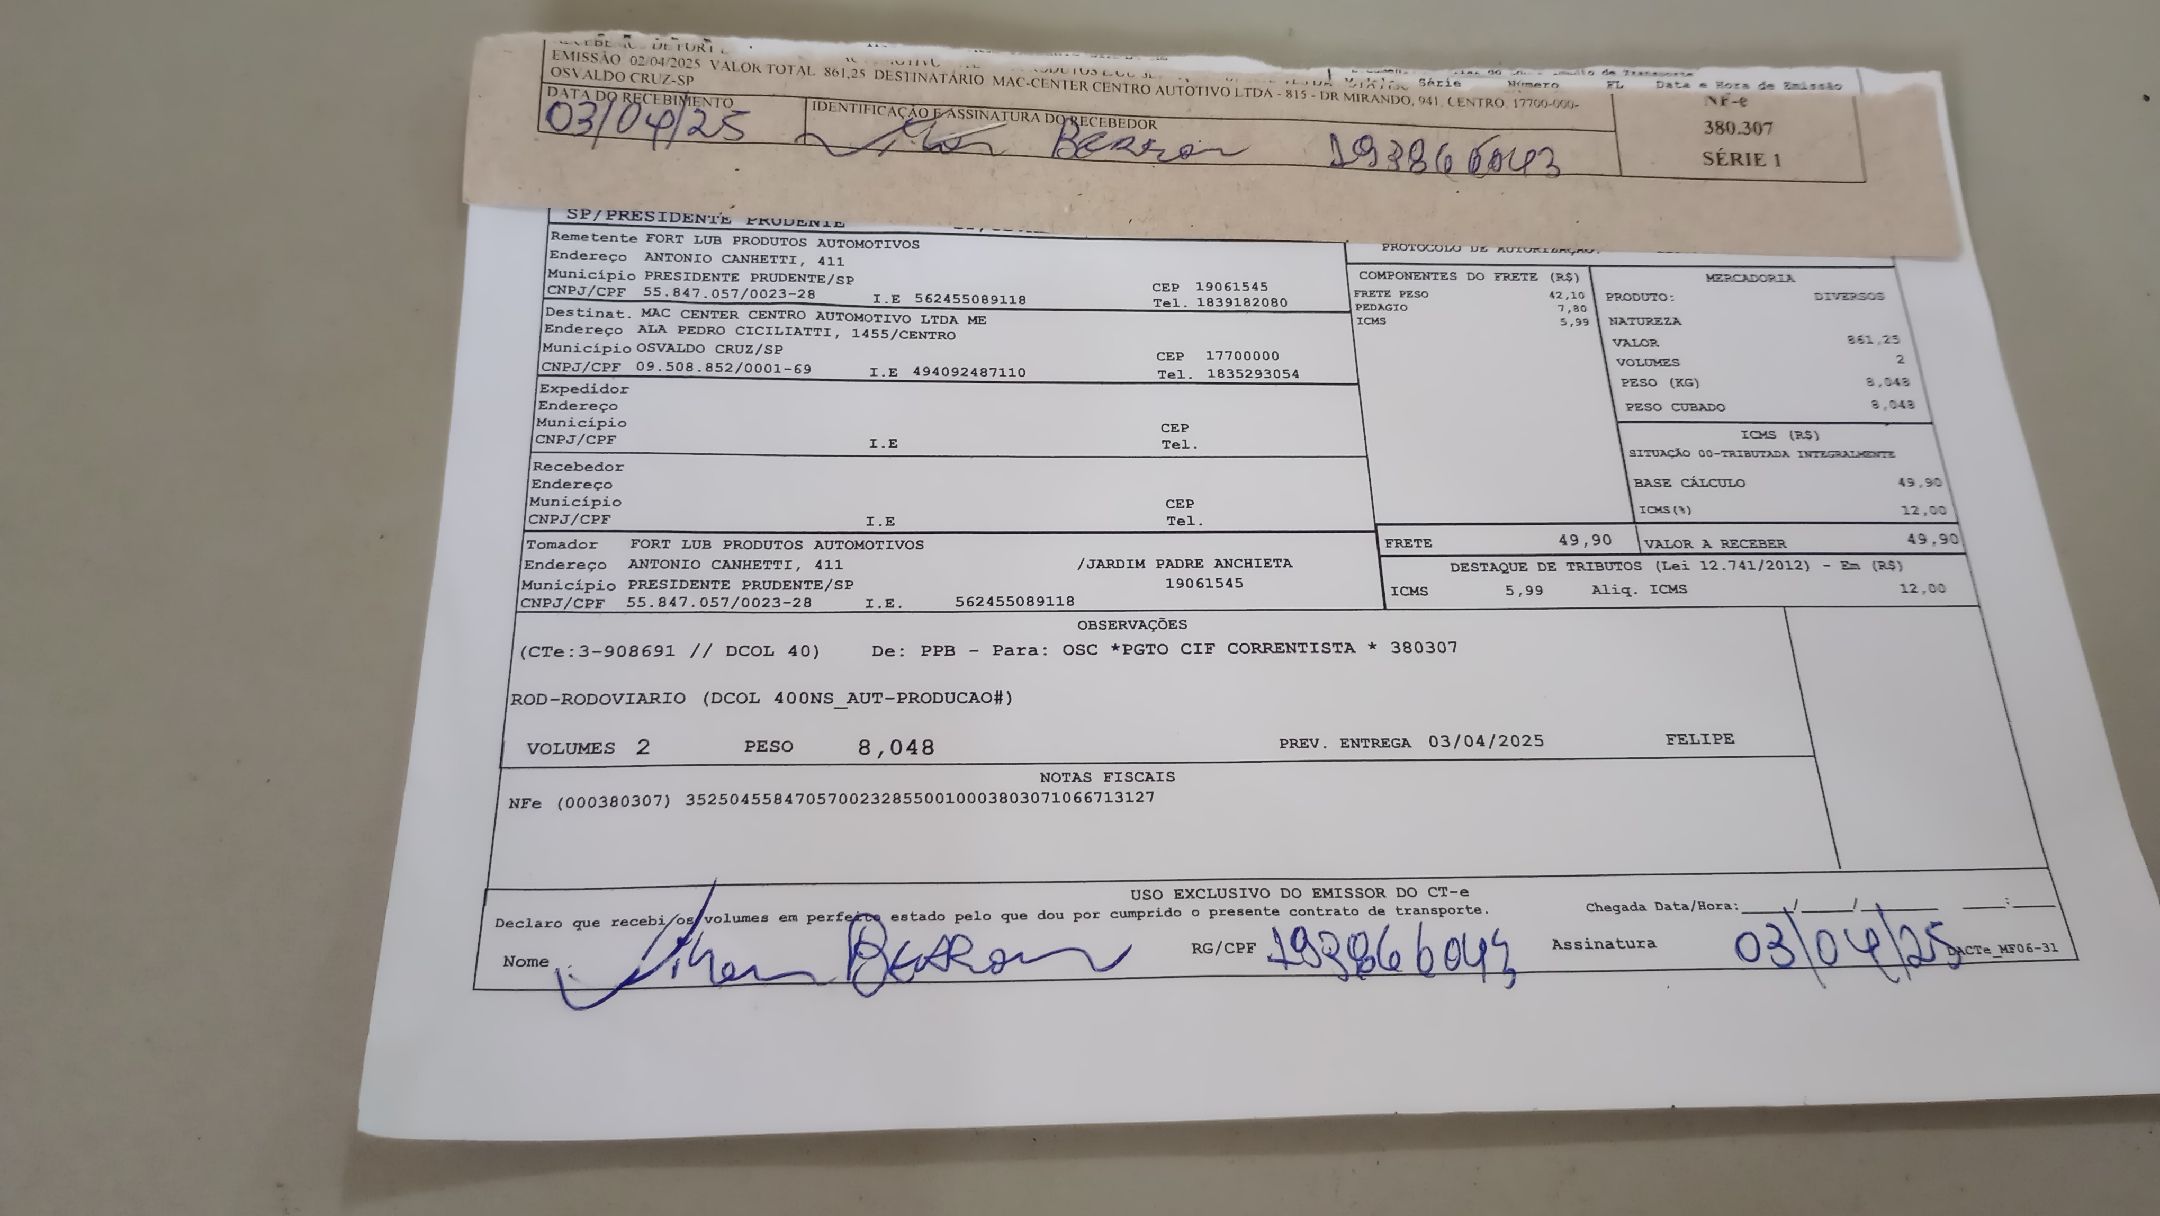 EMISSÃO 02/04/2025 VALOR TOTAL 861,25 DESTINATÁRIO MAC-CENTER CENTRO AUTOTIVO LTDA - 815 - DR MIRANDO, 941, CENTRO, 17700-000-
OSVALDO CRUZ-SP
Série Número FL Data e Hora de Emissão
DATA DO RECEBIMENTO
IDENTIFICAÇÃO E ASSINATURA DO RECEBEDOR
03/04/25 193866043
NF-e
380.307
SÉRIE 1
SP/PRESIDENTE PRUDENTE
Remetente FORT LUB PRODUTOS AUTOMOTIVOS
Endereço ANTONIO CANHETTI, 411
Município PRESIDENTE PRUDENTE/SP CEP 19061545
CNPJ/CPF 55.847.057/0023-28 I.E 562455089118 Tel. 1839182080
Destinat. MAC CENTER CENTRO AUTOMOTIVO LTDA ME
Endereço ALA PEDRO CICILIATTI, 1455/CENTRO
Município OSVALDO CRUZ/SP CEP 17700000
CNPJ/CPF 09.508.852/0001-69 I.E 494092487110 Tel. 1835293054
Expedidor
Endereço
Município CEP
CNPJ/CPF I.E Tel.
Recebedor
Endereço
Município CEP
CNPJ/CPF I.E Tel.
Tomador FORT LUB PRODUTOS AUTOMOTIVOS
Endereço ANTONIO CANHETTI, 411 /JARDIM PADRE ANCHIETA
Município PRESIDENTE PRUDENTE/SP 19061545
CNPJ/CPF 55.847.057/0023-28 I.E. 562455089118
PROTOCOLO DE AUTORIZAÇÃO:
COMPONENTES DO FRETE (R$)
FRETE PESO 42,10
PEDAGIO 7,80
ICMS 5,99
MERCADORIA
PRODUTO: DIVERSOS
NATUREZA
VALOR 861,25
VOLUMES 2
PESO (KG) 8,048
PESO CUBADO 8,048
ICMS (R$)
SITUAÇÃO 00-TRIBUTADA INTEGRALMENTE
BASE CÁLCULO 49,90
ICMS(%) 12,00
FRETE 49,90 VALOR A RECEBER 49,90
DESTAQUE DE TRIBUTOS (Lei 12.741/2012) - Em (R$)
ICMS 5,99 Aliq. ICMS 12,00
OBSERVAÇÕES
(CTe:3-908691 // DCOL 40) De: PPB - Para: OSC *PGTO CIF CORRENTISTA * 380307
ROD-RODOVIARIO (DCOL 400NS_AUT-PRODUCAO#)
VOLUMES 2 PESO 8,048 PREV. ENTREGA 03/04/2025 FELIPE
NOTAS FISCAIS
NFe (000380307) 35250455847057002328550010003803071066713127
USO EXCLUSIVO DO EMISSOR DO CT-e
Declaro que recebi os volumes em perfeito estado pelo que dou por cumprido o presente contrato de transporte. Chegada Data/Hora:____/____/______ ____:____
Nome RG/CPF 193866043 Assinatura 03/04/25 DACTe_MF06-31